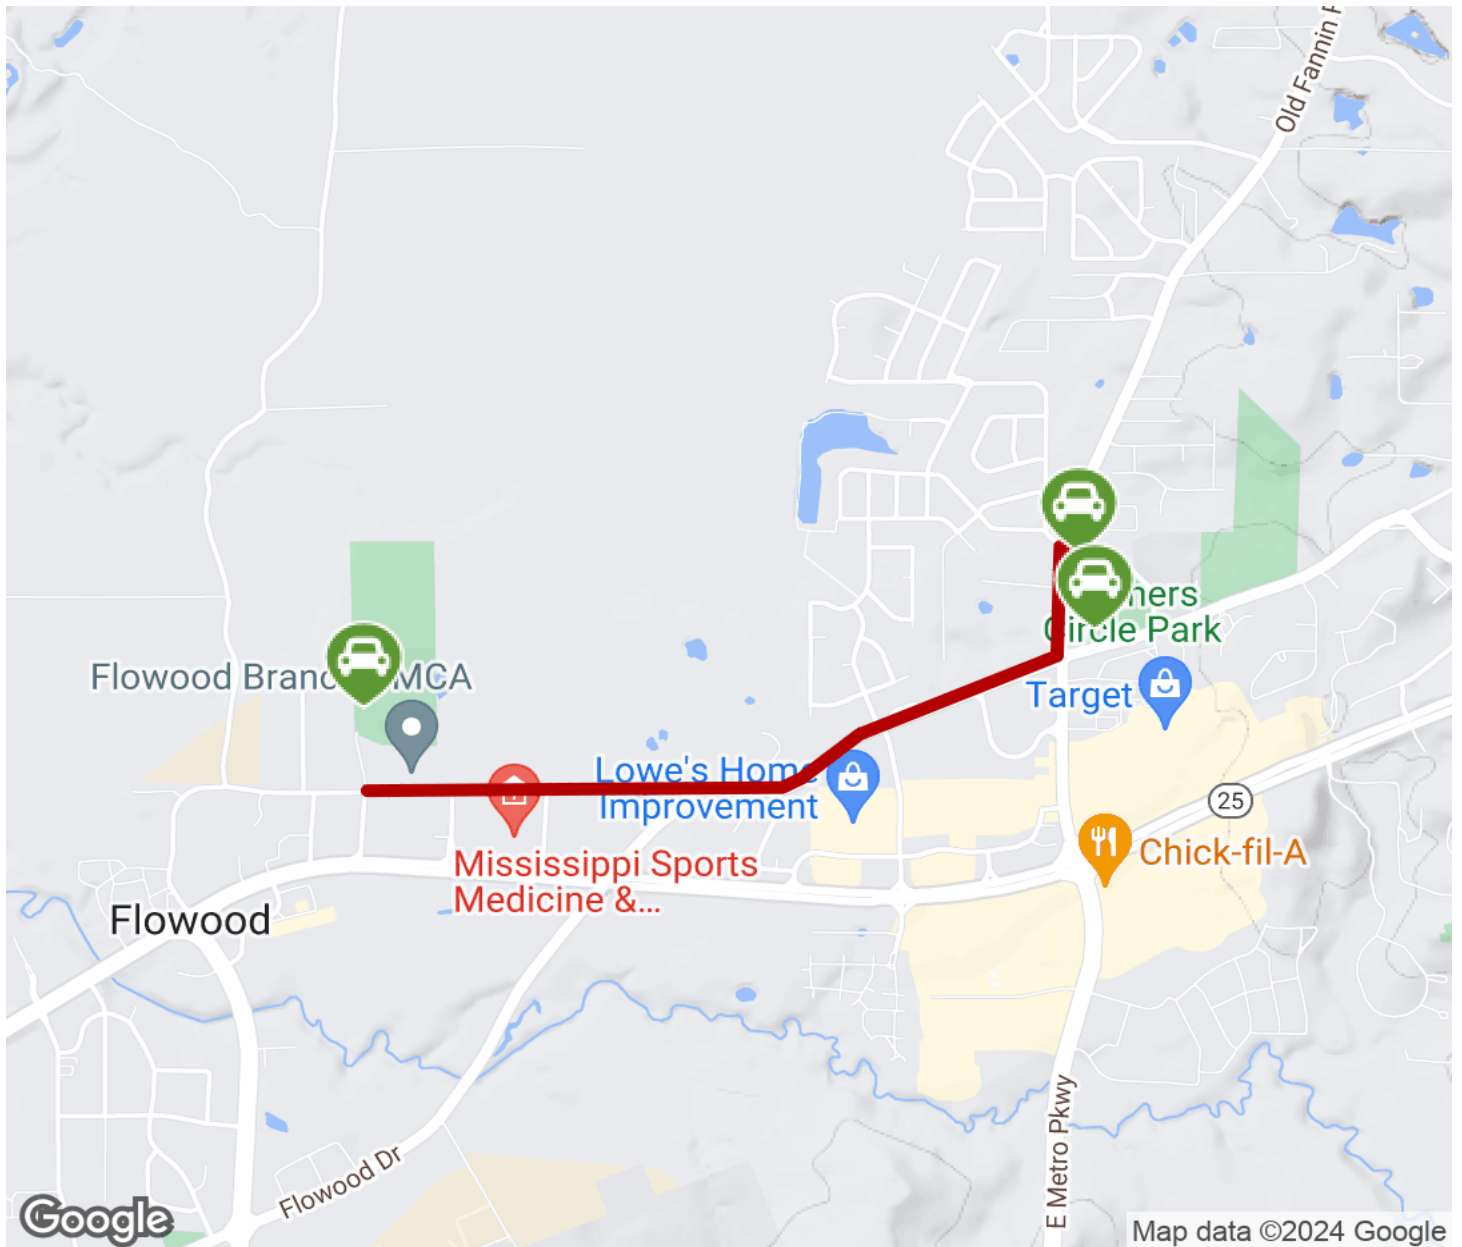 Old Fannin
Circle Park
Flowood Branc
MCA
Target
Lowe's Home
Improvement
25
Chick-fil-A
Mississippi Sports
Medicine &...
Flowood
E Metro Pkwy
Flowood Dr
Google
Map data ©2024 Google